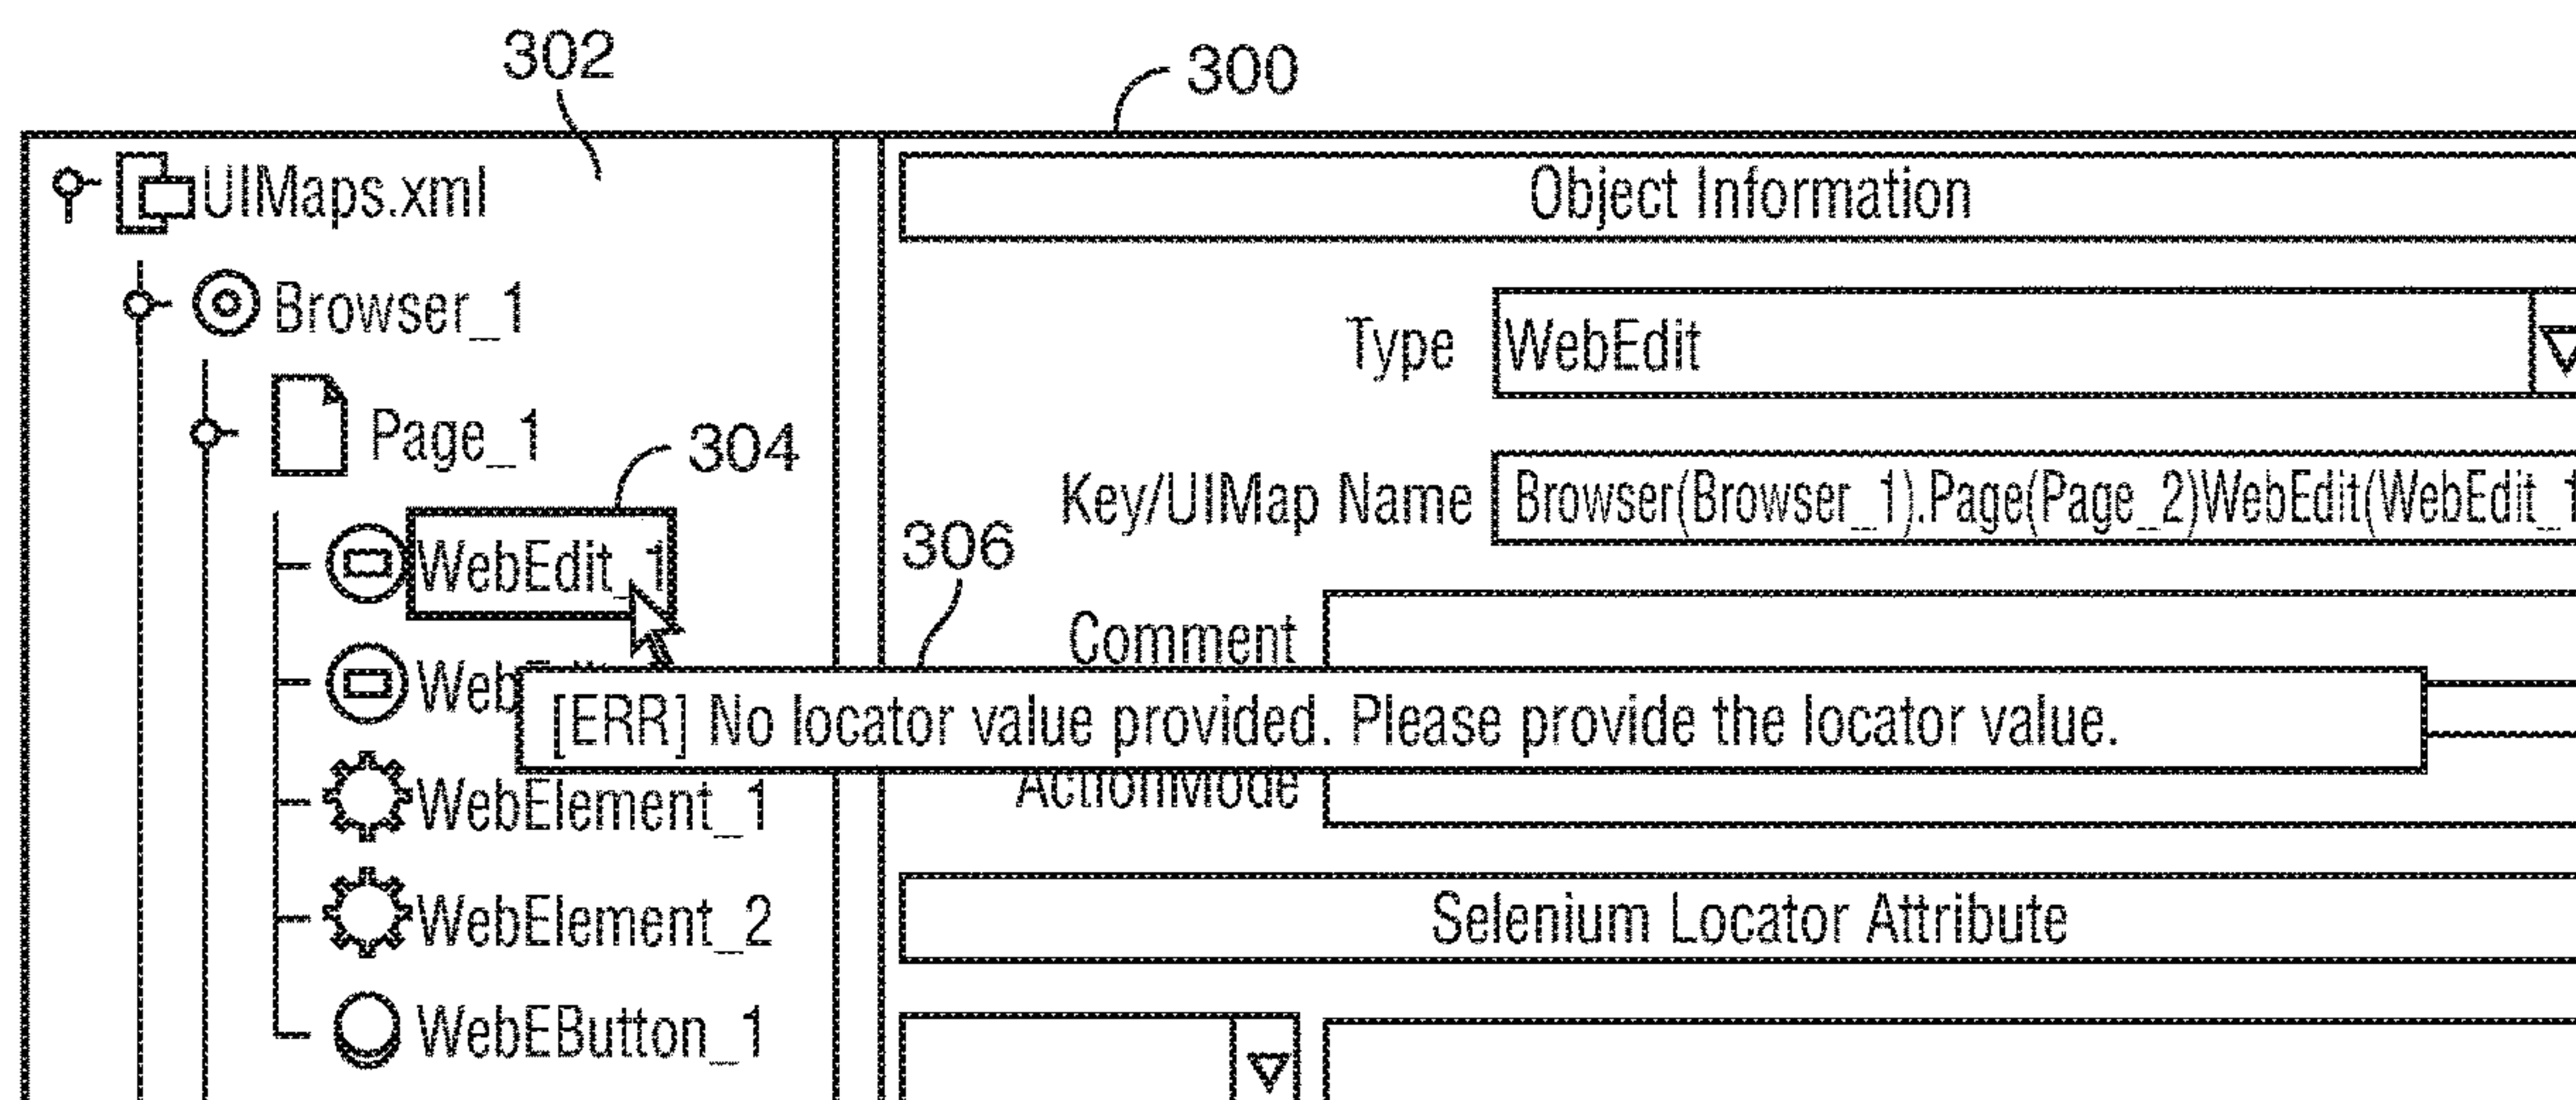 302
300
UIMaps.xml
Object Information
Browser_1
Type WebEdit
Page_1
304
Key/UIMap Name Browser(Browser_1).Page(Page_2)WebEdit(WebEdit_1
306
WebEdit_1
Comment
Web
[ERR] No locator value provided. Please provide the locator value.
ActionMode
WebElement_1
WebElement_2
Selenium Locator Attribute
WebEButton_1